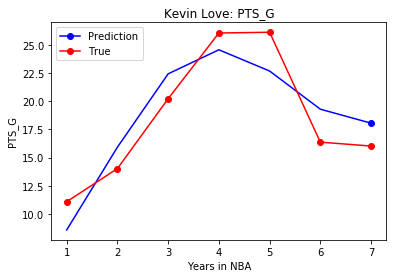 Kevin Love: PTS_G
Prediction
True
PTS_G
25.0
22.5
20.0
17.5
15.0
12.5
10.0
1 2 3 4 5 6 7
Years in NBA